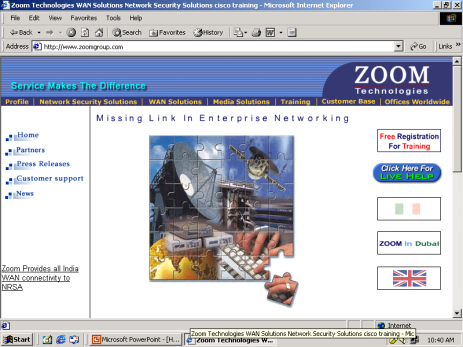 Zoom Technologies WAN Solutions Network Security Solutions cisco training - Microsoft Internet Explorer
File Edit View Favorites Tools Help
Back Search Favorites History
Address http://www.zoomgroup.com Go Links »
Service Makes The Difference
ZOOM
Technologies
Profile | Network Security Solutions | WAN Solutions | Media Solutions | Training | Customer Base | Offices Worldwide
Missing Link In Enterprise Networking
Home
Partners
Press Releases
Customer support
News
Free Registration
For Training
Click Here For
LIVE HELP
ZOOM In Dubai
Zoom Provides all India
WAN connectivity to
NRSA
Internet
Zoom Technologies WAN Solutions Network Security Solutions cisco training - Mic
Start Microsoft PowerPoint - [H... Zoom Technologies W... 10:40 AM